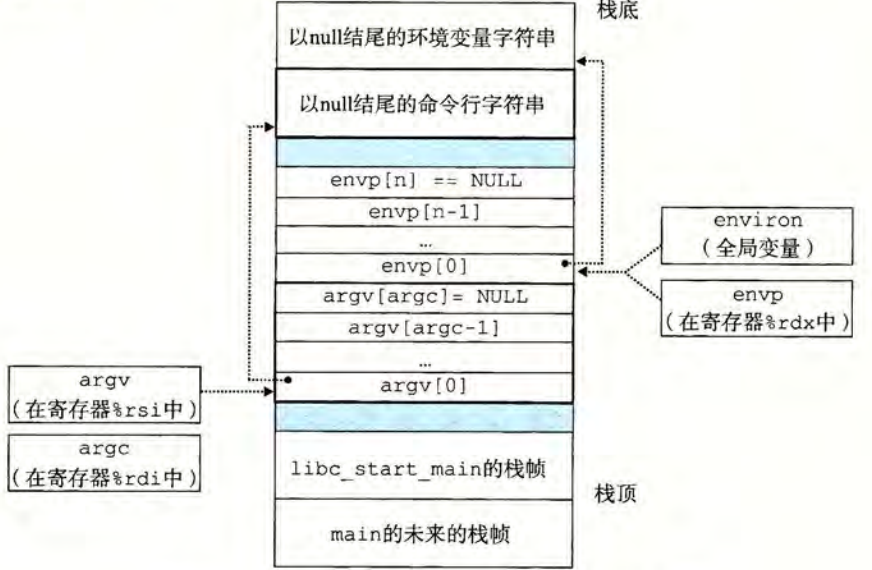 栈底
以null结尾的环境变量字符串
以null结尾的命令行字符串
envp[n] == NULL
envp[n-1]
…
envp[0]
argv[argc]= NULL
argv[argc-1]
…
argv[0]
libc_start_main的栈帧
main的未来的栈帧
栈顶
environ
(全局变量)
envp
(在寄存器%rdx中)
argv
(在寄存器%rsi中)
argc
(在寄存器%rdi中)